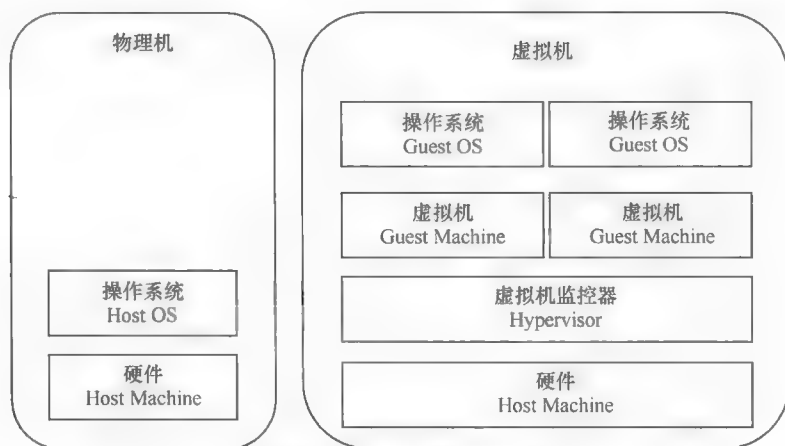 物理机
操作系统
Host OS
硬件
Host Machine
虚拟机
操作系统 操作系统
Guest OS Guest OS
虚拟机 虚拟机
Guest Machine Guest Machine
虚拟机监控器
Hypervisor
硬件
Host Machine